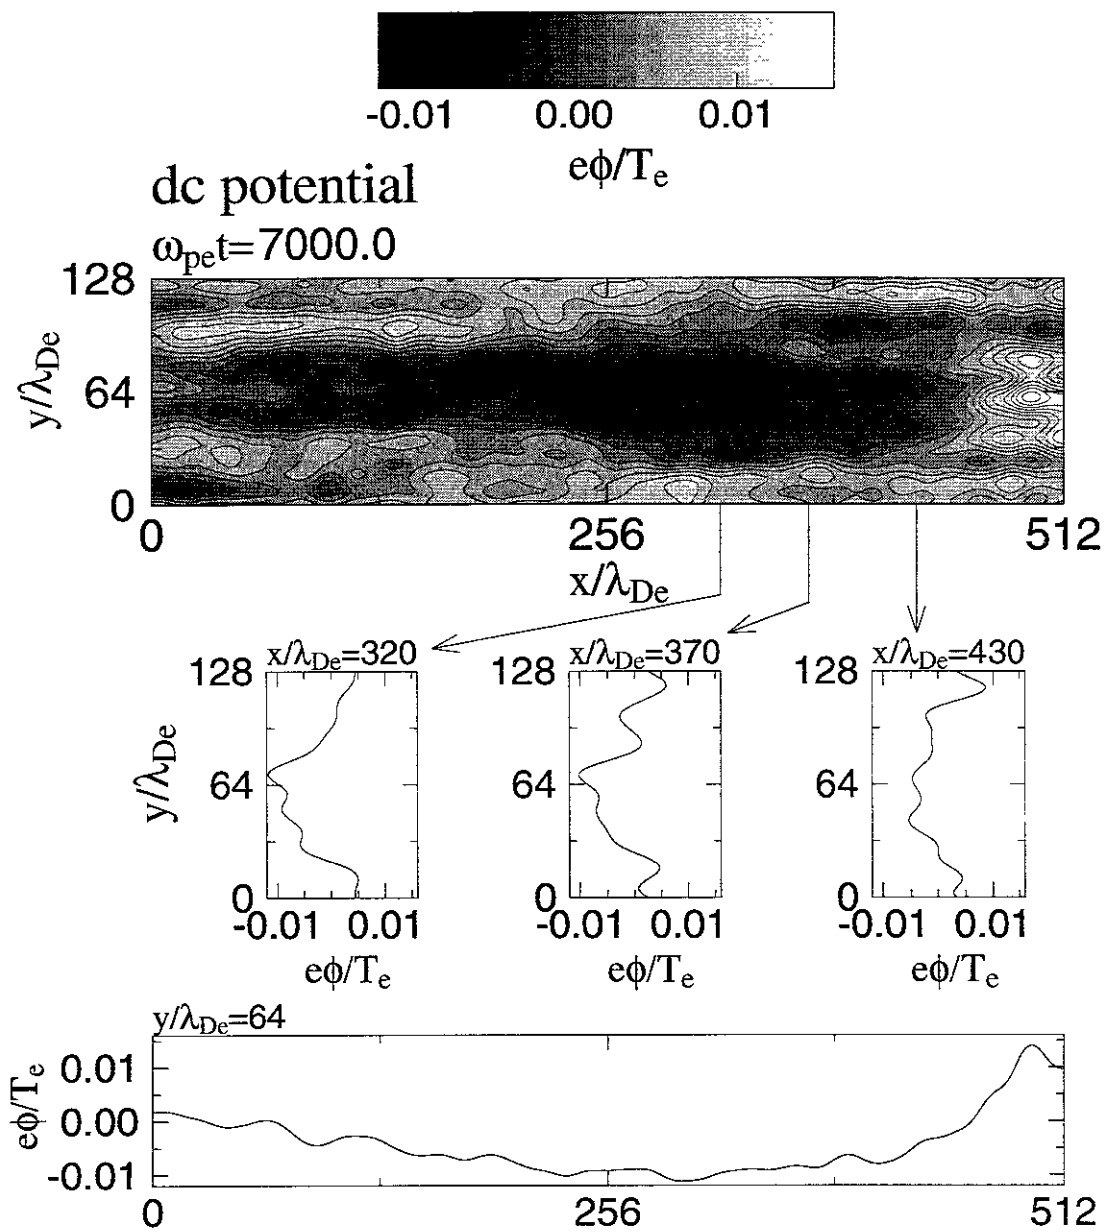 -0.01 0.00 0.01
eϕ/Te
dc potential
ωpet=7000.0
128
64
0
y/λDe
0 256 512
x/λDe
x/λDe=320 x/λDe=370 x/λDe=430
128 128 128
y/λDe
64 64 64
0 0 0
-0.01 0.01 -0.01 0.01 -0.01 0.01
eϕ/Te eϕ/Te eϕ/Te
y/λDe=64
eϕ/Te
0.01
0.00
-0.01
0 256 512